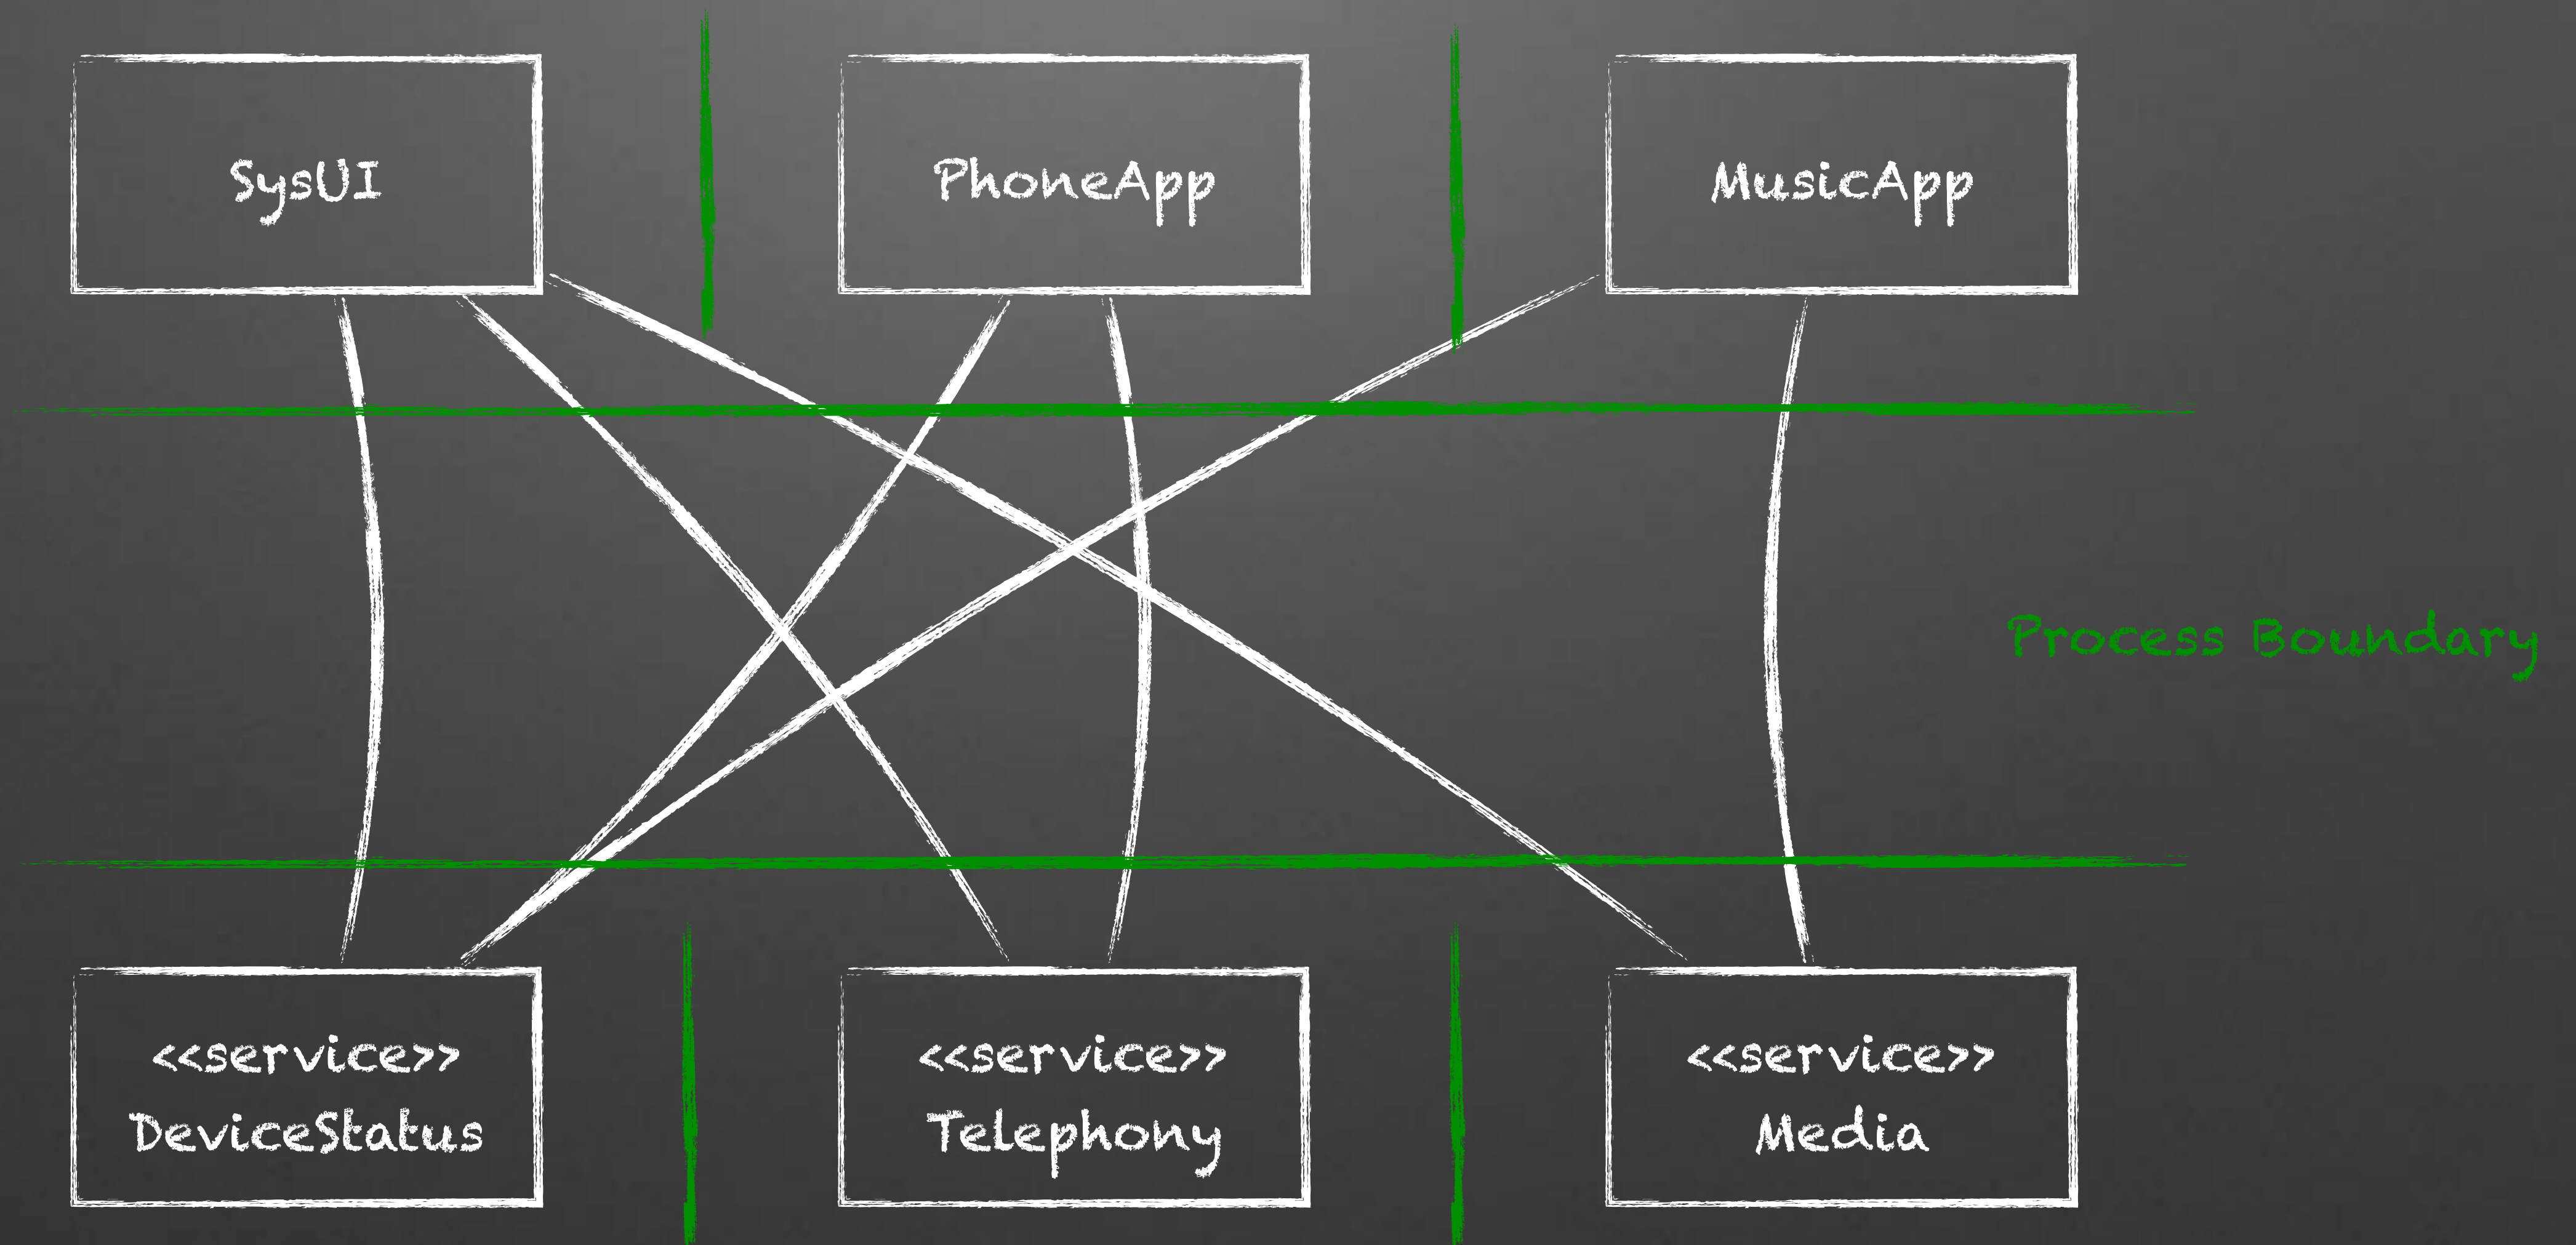 SysUI
PhoneApp
MusicApp
Process Boundary
<<service>>
DeviceStatus
<<service>>
Telephony
<<service>>
Media